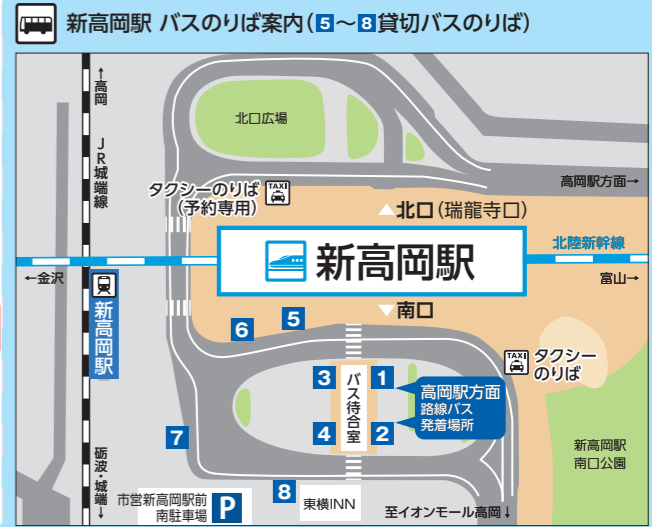 新高岡駅 バスのりば案内(5〜8貸切バスのりば)
↑高岡
JR城端線
北口広場
高岡駅方面→
タクシーのりば
(予約専用)
TAXI
北口(瑞龍寺口)
北陸新幹線
新高岡駅
←金沢
富山→
新高岡駅
南口
6
5
TAXI
タクシー
のりば
3
バス待合室
1
高岡駅方面
路線バス
発着場所
4
2
7
新高岡駅
南口公園
砺波・城端↓
市営新高岡駅前
南駐車場
P
8
東横INN
至イオンモール高岡↓